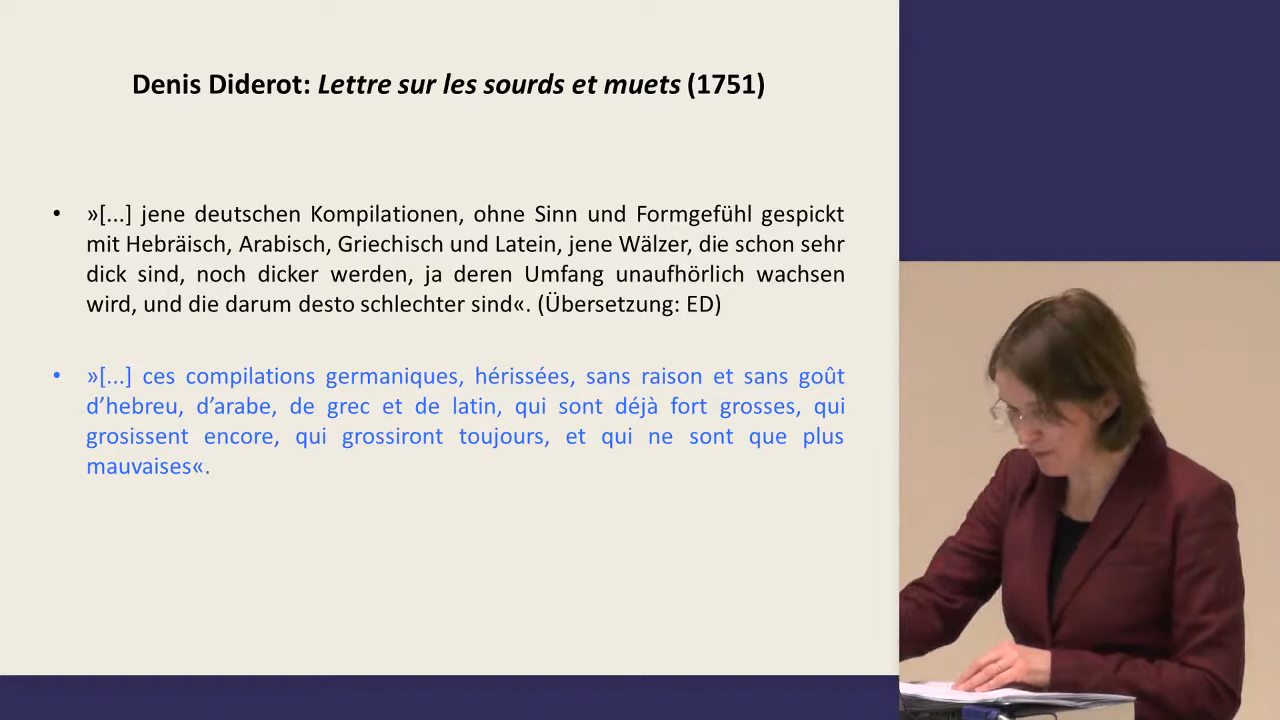 Denis Diderot: Lettre sur les sourds et muets (1751)
• »[...] jene deutschen Kompilationen, ohne Sinn und Formgefühl gespickt
mit Hebräisch, Arabisch, Griechisch und Latein, jene Wälzer, die schon sehr
dick sind, noch dicker werden, ja deren Umfang unaufhörlich wachsen
wird, und die darum desto schlechter sind«. (Übersetzung: ED)
• »[...] ces compilations germaniques, hérissées, sans raison et sans goût
d’hebreu, d’arabe, de grec et de latin, qui sont déjà fort grosses, qui
grosissent encore, qui grossiront toujours, et qui ne sont que plus
mauvaises«.